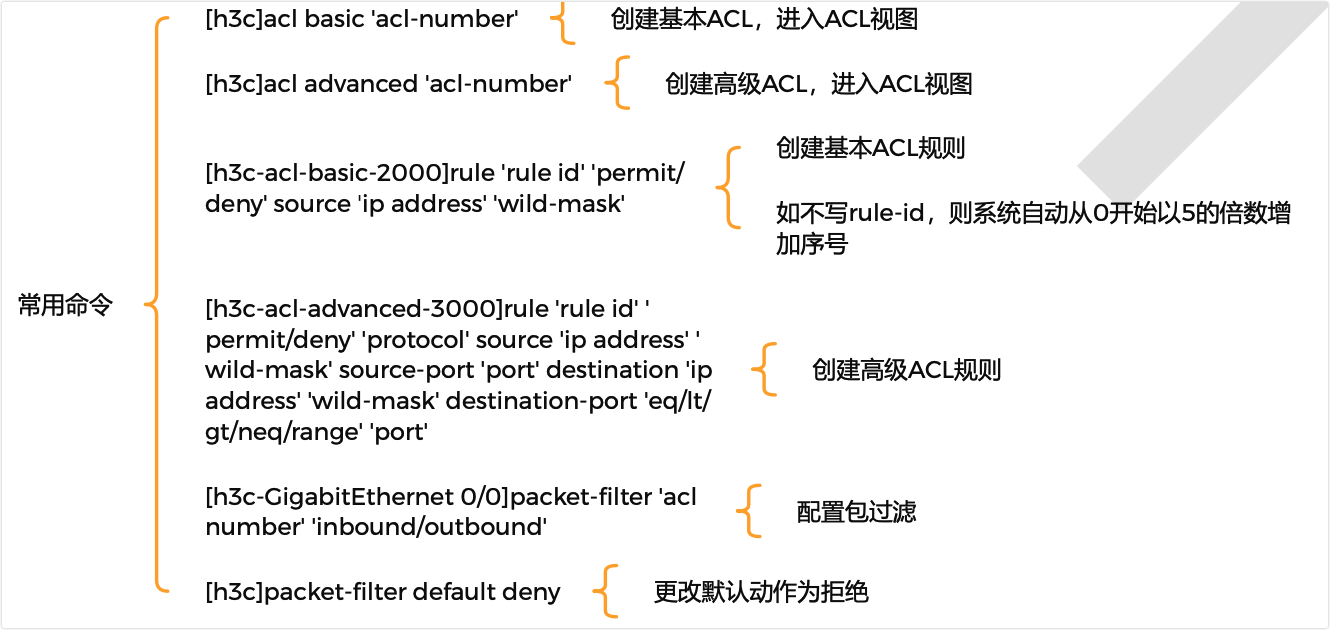 [h3c]acl basic 'acl-number'
创建基本ACL，进入ACL视图
[h3c]acl advanced 'acl-number'
创建高级ACL，进入ACL视图
[h3c-acl-basic-2000]rule 'rule id' 'permit/
deny' source 'ip address' 'wild-mask'
创建基本ACL规则
如不写rule-id，则系统自动从0开始以5的倍数增
加序号
常用命令
[h3c-acl-advanced-3000]rule 'rule id' '
permit/deny' 'protocol' source 'ip address' '
wild-mask' source-port 'port' destination 'ip
address' 'wild-mask' destination-port 'eq/lt/
gt/neq/range' 'port'
创建高级ACL规则
[h3c-GigabitEthernet 0/0]packet-filter 'acl
number' 'inbound/outbound'
配置包过滤
[h3c]packet-filter default deny
更改默认动作为拒绝